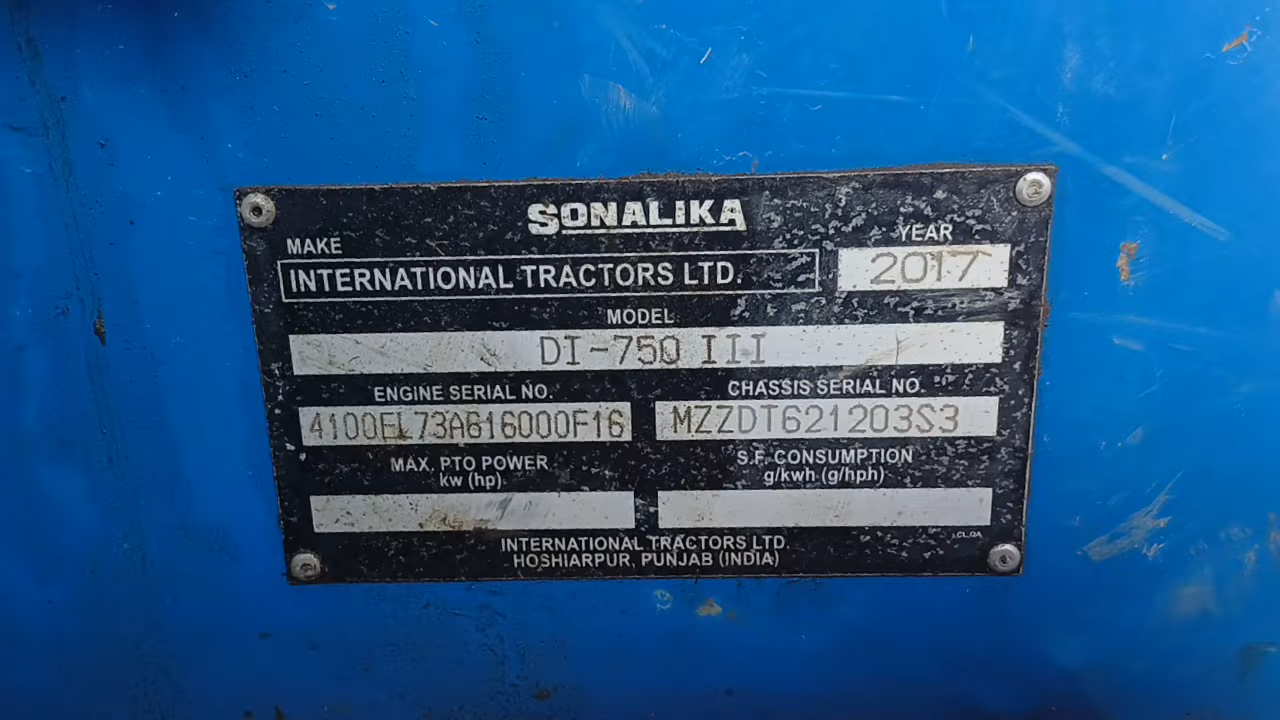 SONALIKA
MAKE
YEAR
INTERNATIONAL TRACTORS LTD.
2017
MODEL
DI-750 III
ENGINE SERIAL NO.
CHASSIS SERIAL NO.
4100EL73A616000F16
MZZDT621203S3
MAX. PTO POWER
kw (hp)
S.F. CONSUMPTION
g/kwh (g/hph)
INTERNATIONAL TRACTORS LTD.
HOSHIARPUR, PUNJAB (INDIA)